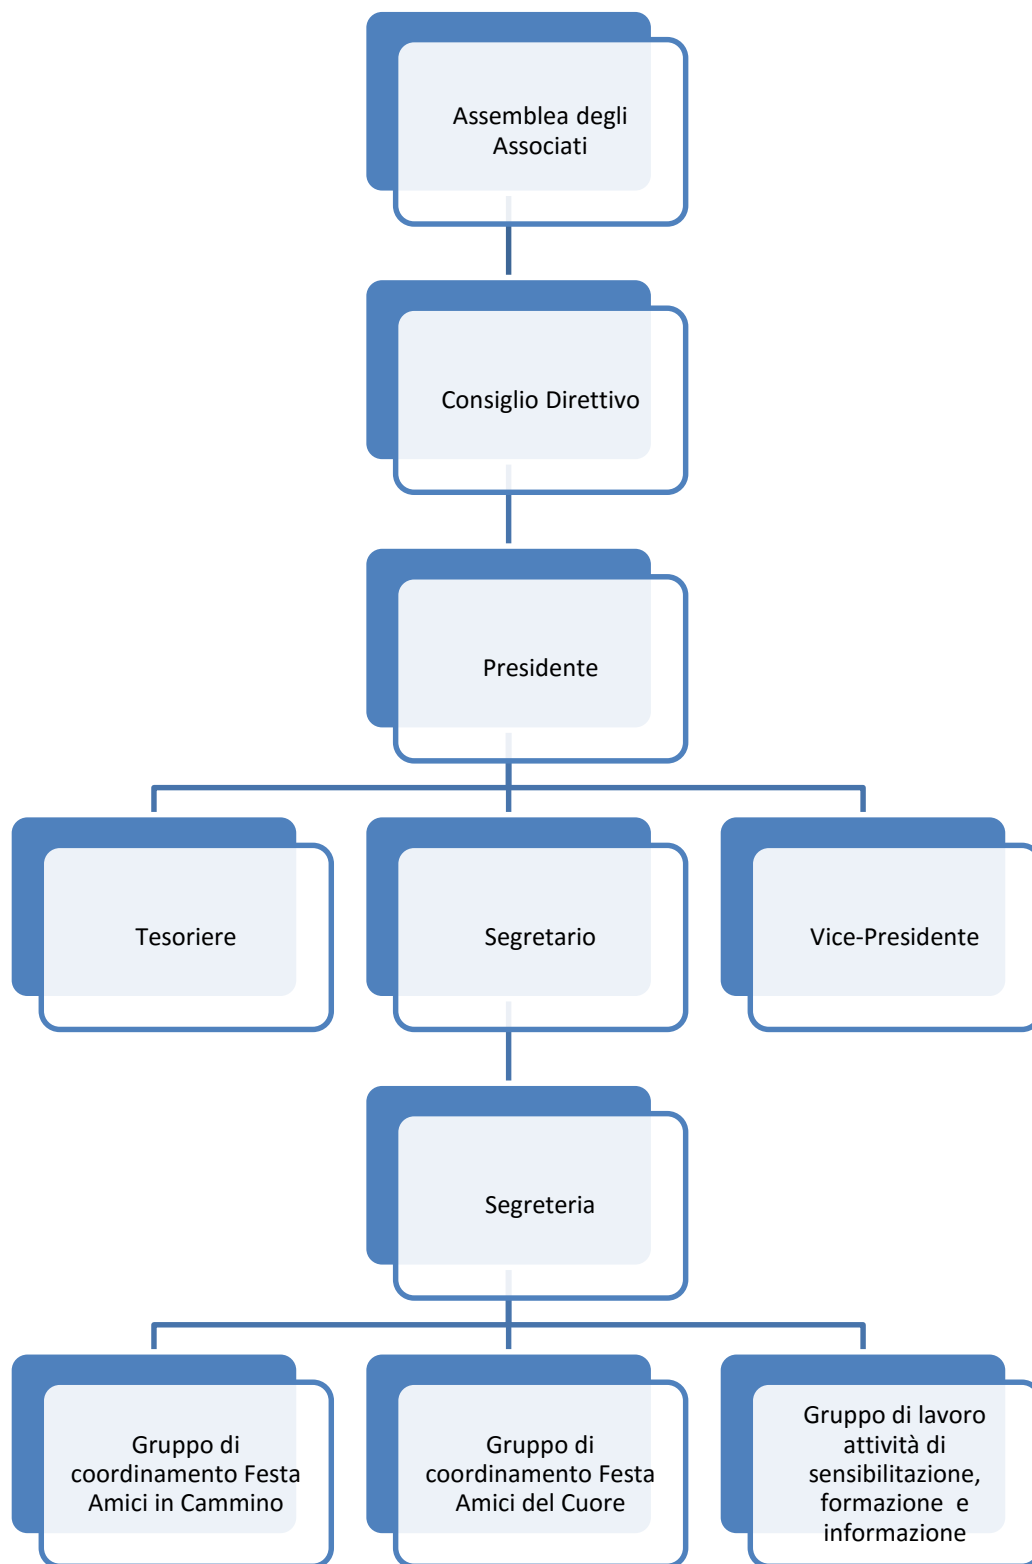 Assemblea degli
Associati
Consiglio Direttivo
Presidente
Tesoriere
Segretario
Vice-Presidente
Segreteria
Gruppo di
coordinamento Festa
Amici in Cammino
Gruppo di
coordinamento Festa
Amici del Cuore
Gruppo di lavoro
attività di
sensibilitazione,
formazione e
informazione